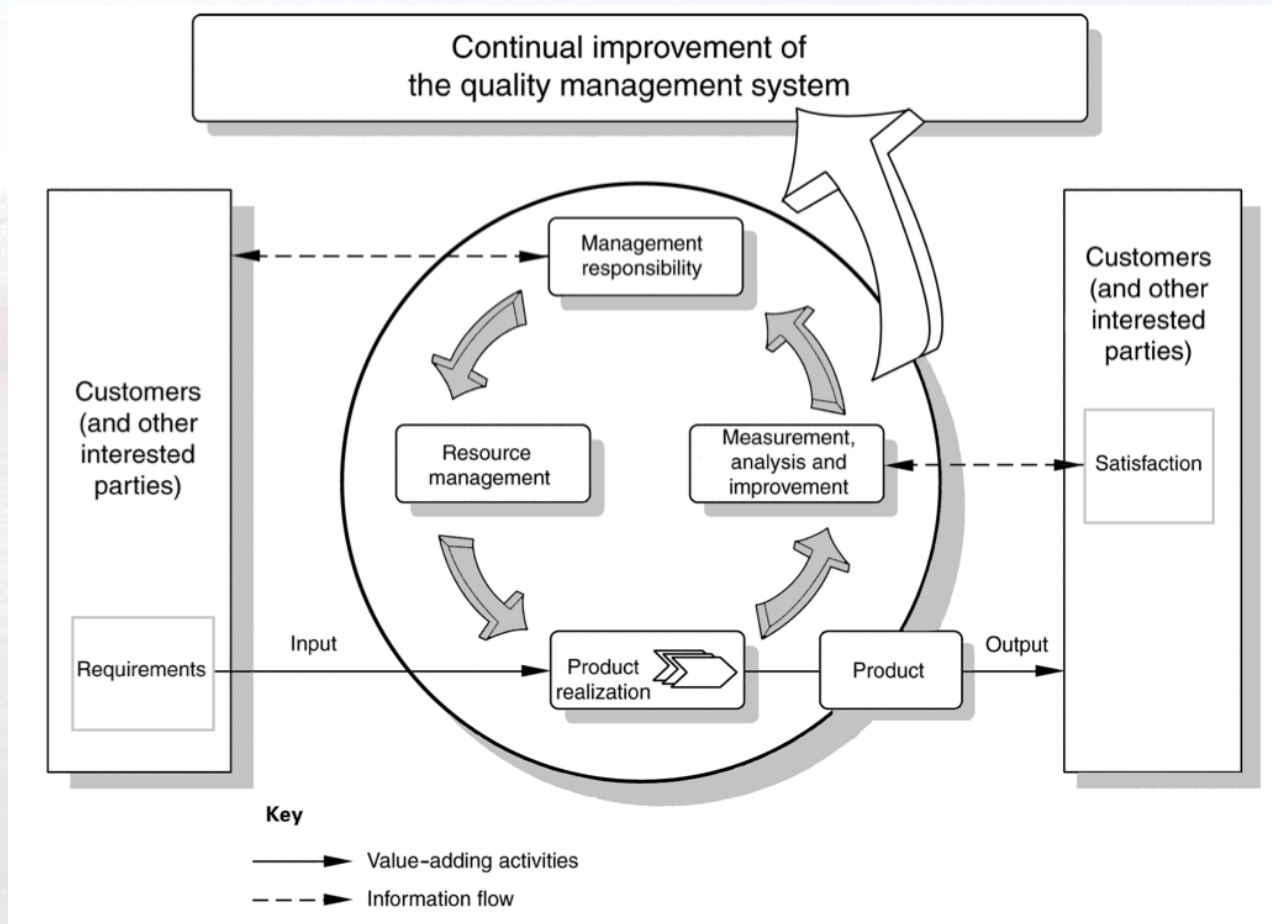 Continual improvement of
the quality management system
Management
responsibility
Customers
(and other
interested
parties)
Customers
(and other
interested
parties)
Resource
management
Measurement,
analysis and
improvement
Satisfaction
Requirements
Input
Product
realization
Product
Output
Key
Value-adding activities
Information flow